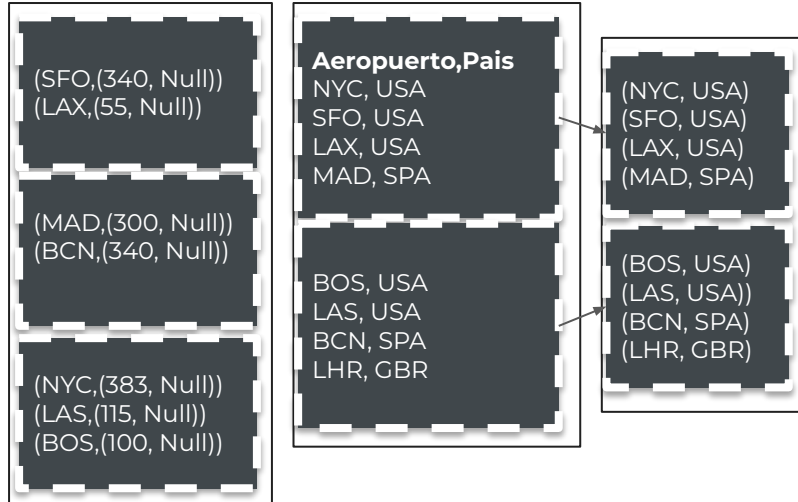 (SFO,(340, Null))
(LAX,(55, Null))
(MAD,(300, Null))
(BCN,(340, Null))
(NYC,(383, Null))
(LAS,(115, Null))
(BOS,(100, Null))
Aeropuerto,Pais
NYC, USA
SFO, USA
LAX, USA
MAD, SPA
BOS, USA
LAS, USA
BCN, SPA
LHR, GBR
(NYC, USA)
(SFO, USA)
(LAX, USA)
(MAD, SPA)
(BOS, USA)
(LAS, USA))
(BCN, SPA)
(LHR, GBR)